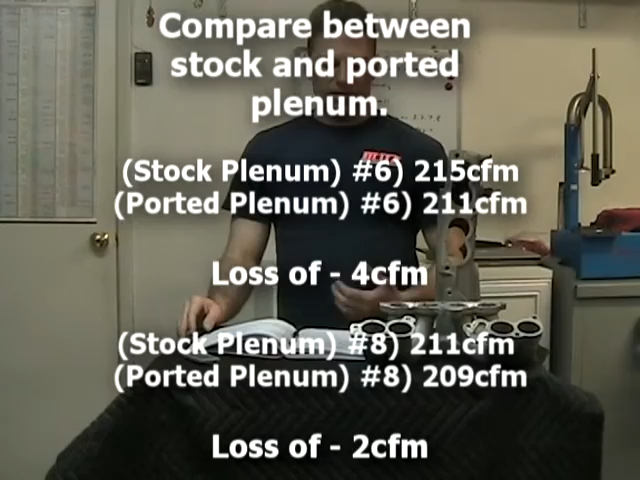 Compare between
stock and ported
plenum.
(Stock Plenum) #6) 215cfm
(Ported Plenum) #6) 211cfm
Loss of - 4cfm
(Stock Plenum) #8) 211cfm
(Ported Plenum) #8) 209cfm
Loss of - 2cfm